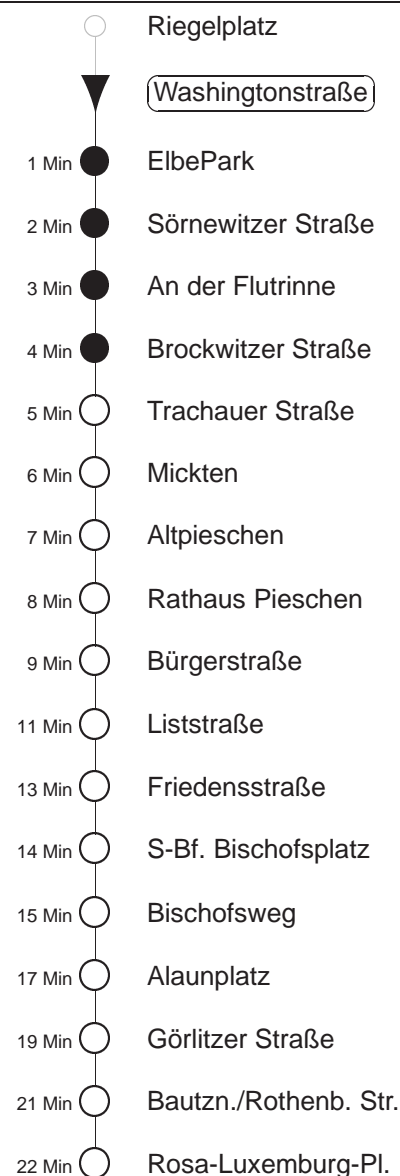 Riegelplatz
Washingtonstraße
1 Min ElbePark
2 Min Sörnewitzer Straße
3 Min An der Flutrinne
4 Min Brockwitzer Straße
5 Min Trachauer Straße
6 Min Mickten
7 Min Altpieschen
8 Min Rathaus Pieschen
9 Min Bürgerstraße
11 Min Liststraße
13 Min Friedensstraße
14 Min S-Bf. Bischofsplatz
15 Min Bischofsweg
17 Min Alaunplatz
19 Min Görlitzer Straße
21 Min Bautzn./Rothenb. Str.
22 Min Rosa-Luxemburg-Pl.